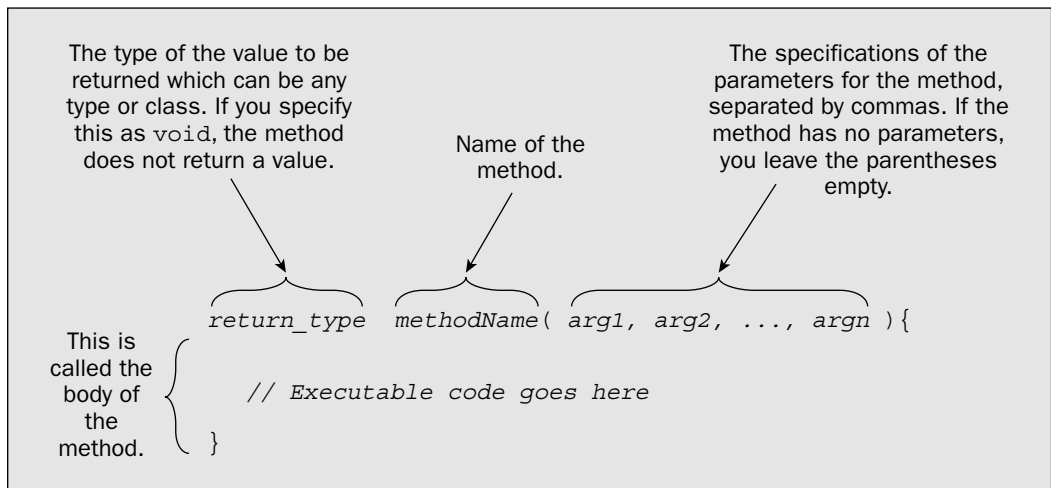 The type of the value to be
returned which can be any
type or class. If you specify
this as void, the method
does not return a value.
Name of the
method.
The specifications of the
parameters for the method,
separated by commas. If the
method has no parameters,
you leave the parentheses
empty.
return_type methodName( arg1, arg2, ..., argn ){
This is
called the
body of
the
method.
// Executable code goes here
}